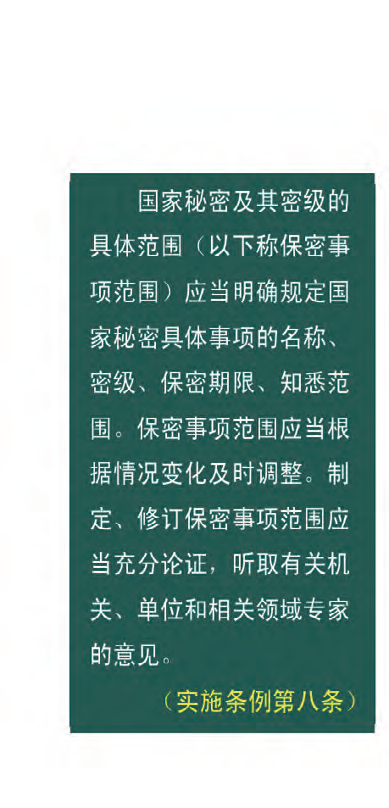 国家秘密及其密级的
具体范围（以下称保密事
项范围）应当明确规定国
家秘密具体事项的名称、
密级、保密期限、知悉范
围。保密事项范围应当根
据情况变化及时调整。制
定、修订保密事项范围应
当充分论证，听取有关机
关、单位和相关领域专家
的意见。
（实施条例第八条）